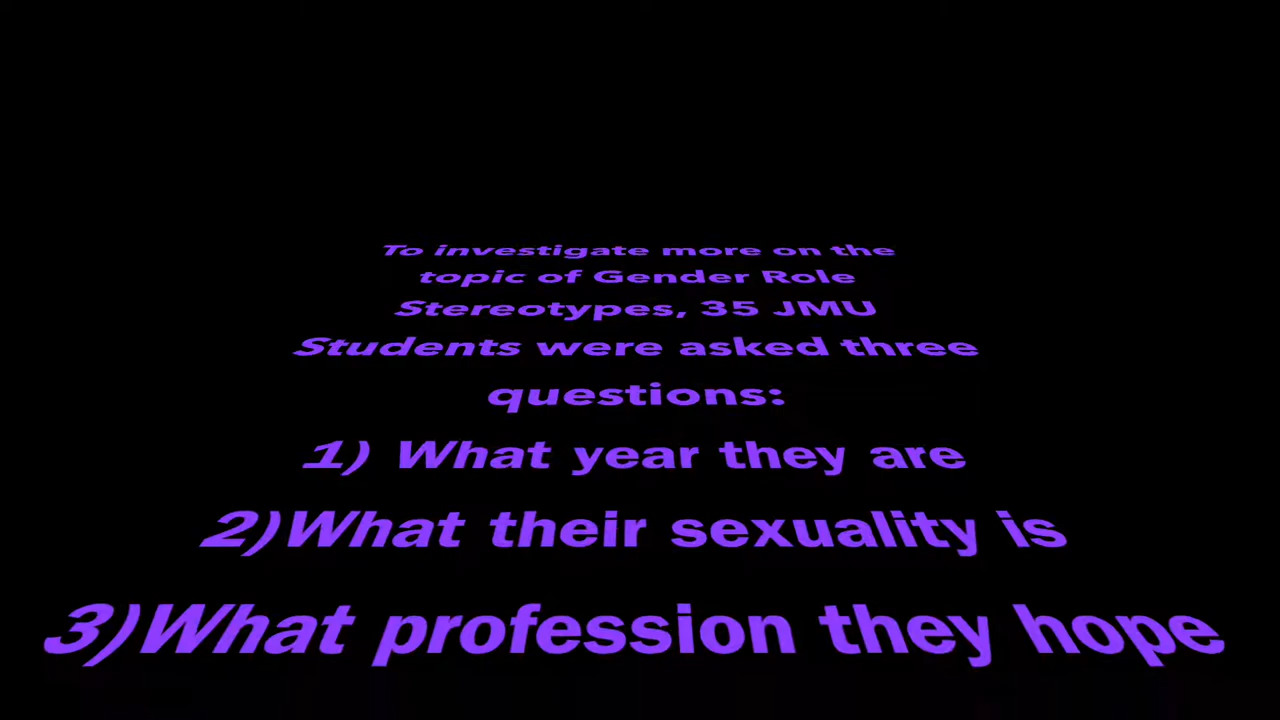 To investigate more on the
topic of Gender Role
Stereotypes, 35 JMU
Students were asked three
questions:
1) What year they are
2)What their sexuality is
3)What profession they hope